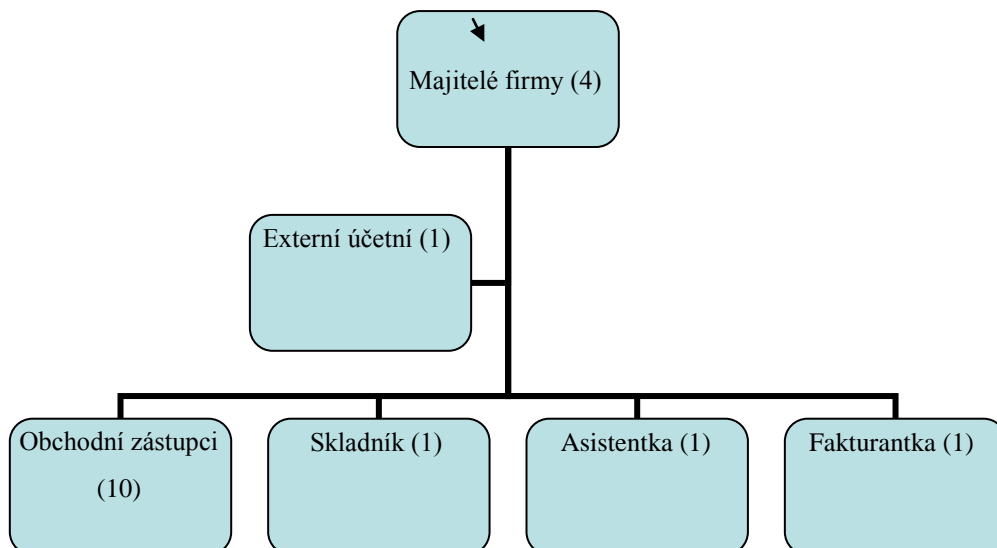 Majitelé firmy (4)
Externí účetní (1)
Obchodní zástupci
(10)
Skladník (1)
Asistentka (1)
Fakturantka (1)